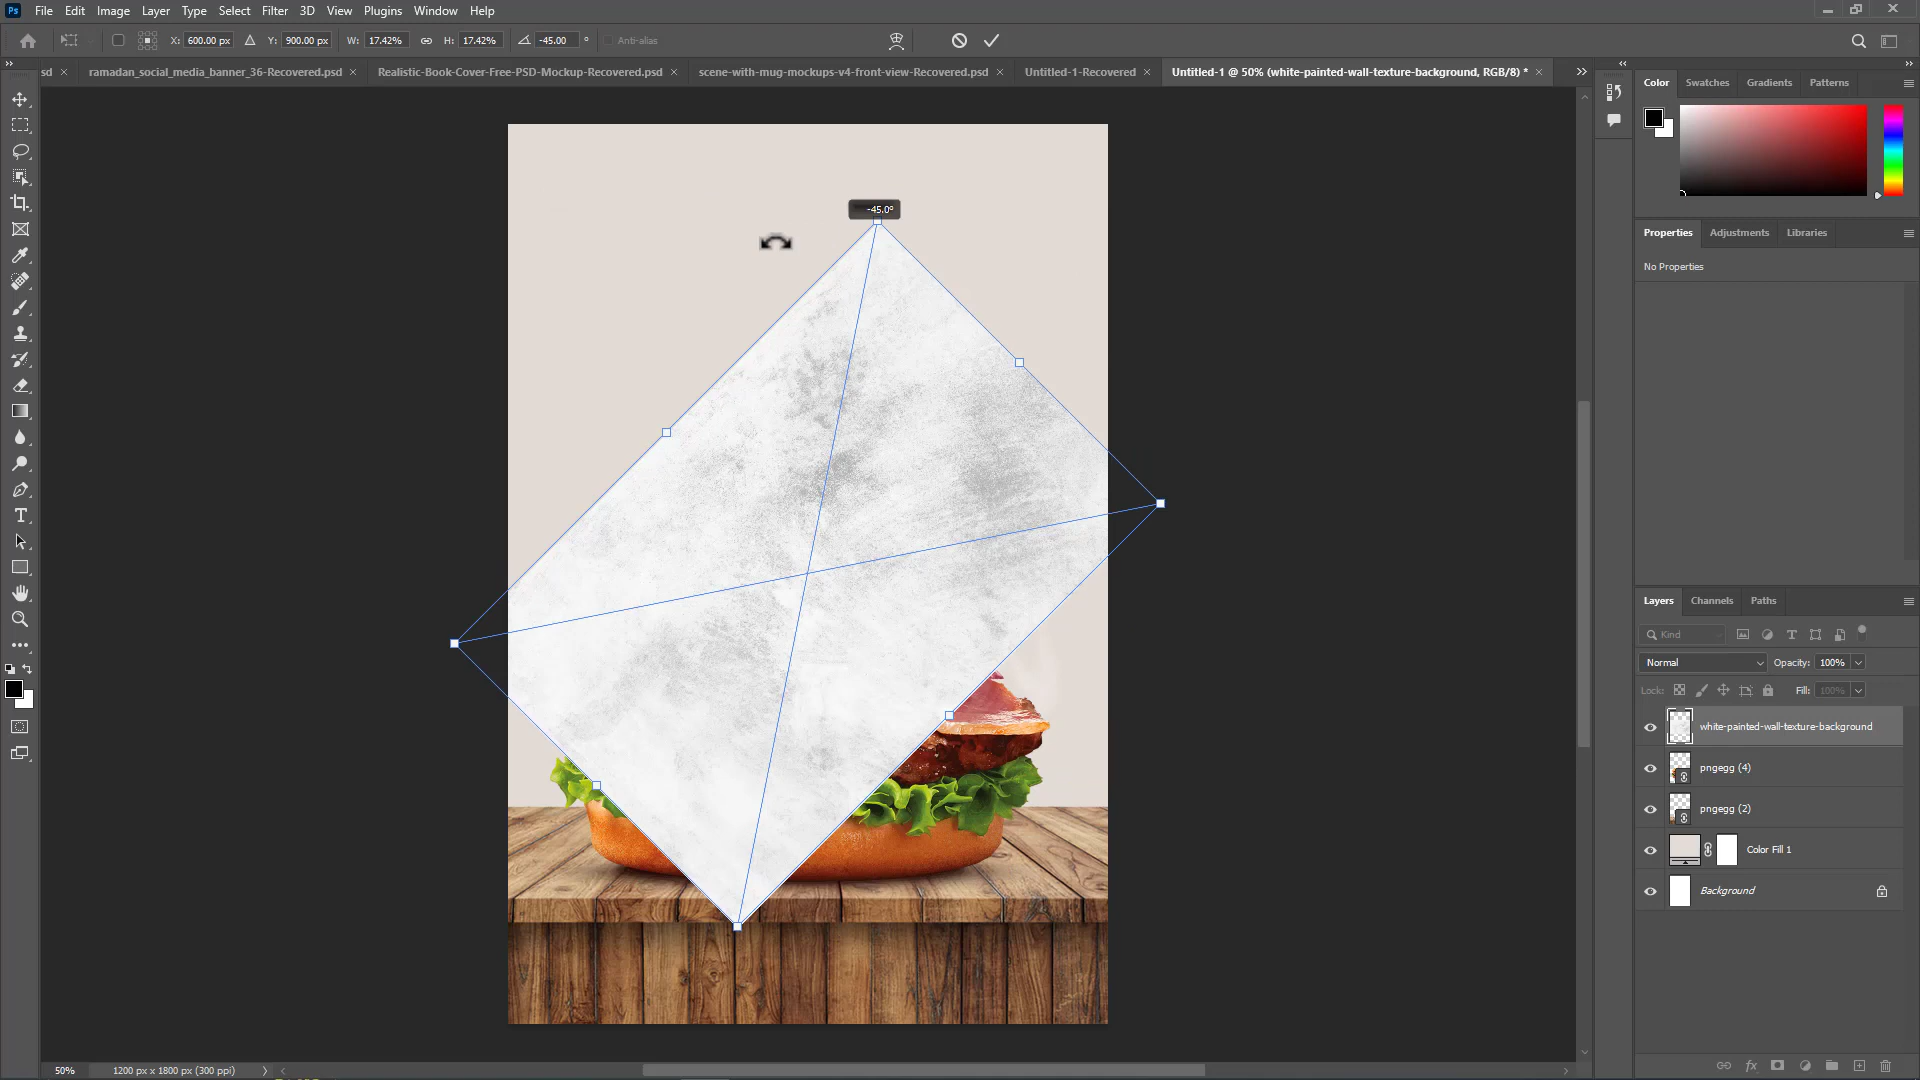 Ps File Edit Image Layer Type Select Filter 3D View Plugins Window Help
X: 600.00 px Y: 900.00 px W: 17.42% H: 17.42% -45.00 ° Anti-alias
sd × ramadan_social_media_banner_36-Recovered.psd × Realistic-Book-Cover-Free-PSD-Mockup-Recovered.psd × scene-with-mug-mockups-v4-front-view-Recovered.psd × Untitled-1-Recovered × Untitled-1 @ 50% (white-painted-wall-texture-background, RGB/8) * ×
Color Swatches Gradients Patterns
-45.0°
Properties Adjustments Libraries
No Properties
Layers Channels Paths
Kind
Normal Opacity: 100%
Lock: Fill: 100%
white-painted-wall-texture-background
pngegg (4)
pngegg (2)
Color Fill 1
Background
50% 1200 px x 1800 px (300 ppi)